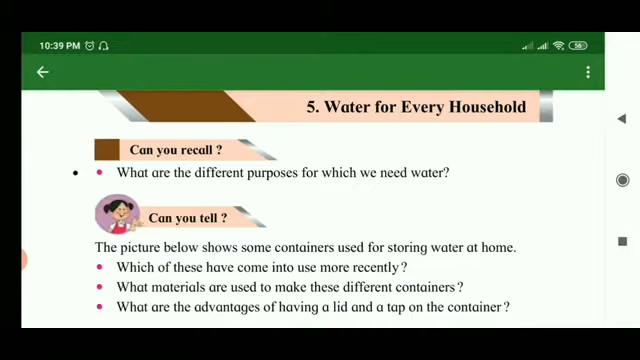 10:39 PM
56
5. Water for Every Household
Can you recall ?
• What are the different purposes for which we need water?
Can you tell ?
The picture below shows some containers used for storing water at home.
• Which of these have come into use more recently?
• What materials are used to make these different containers?
• What are the advantages of having a lid and a tap on the container?